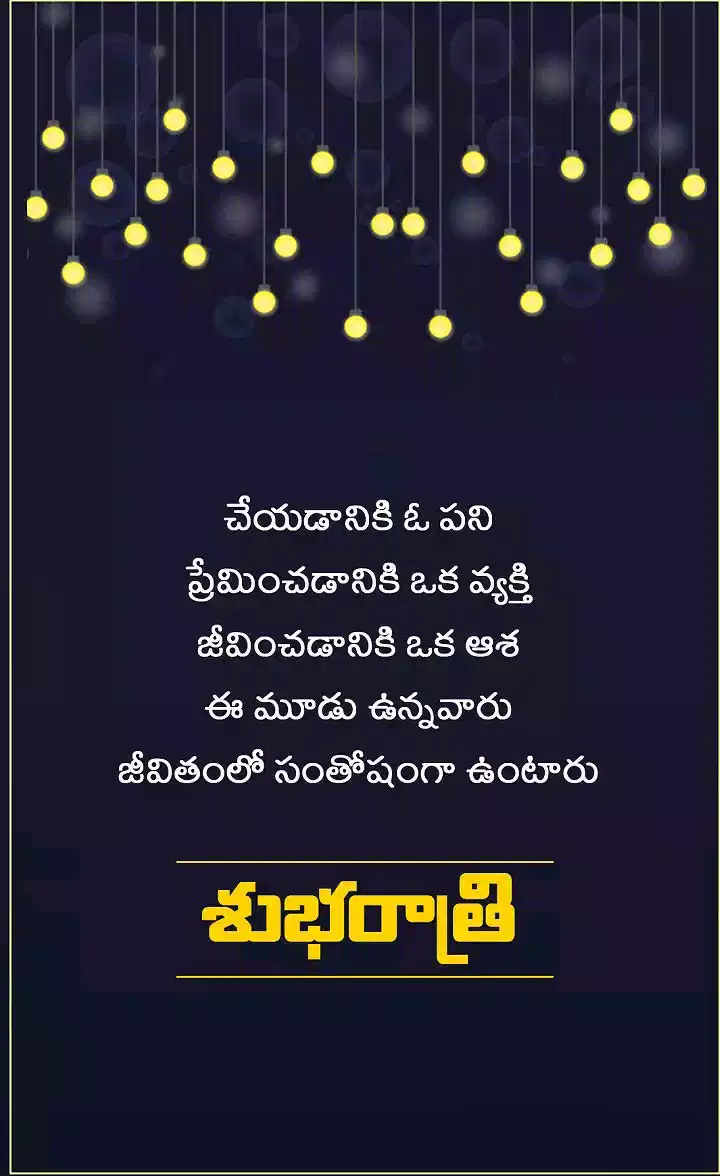 చేయడానికి ఓ పని
ప్రేమించడానికి ఒక వ్యక్తి
జీవించడానికి ఒక ఆశ
ఈ మూడు ఉన్నవారు
జీవితంలో సంతోషంగా ఉంటారు
శుభరాత్రి